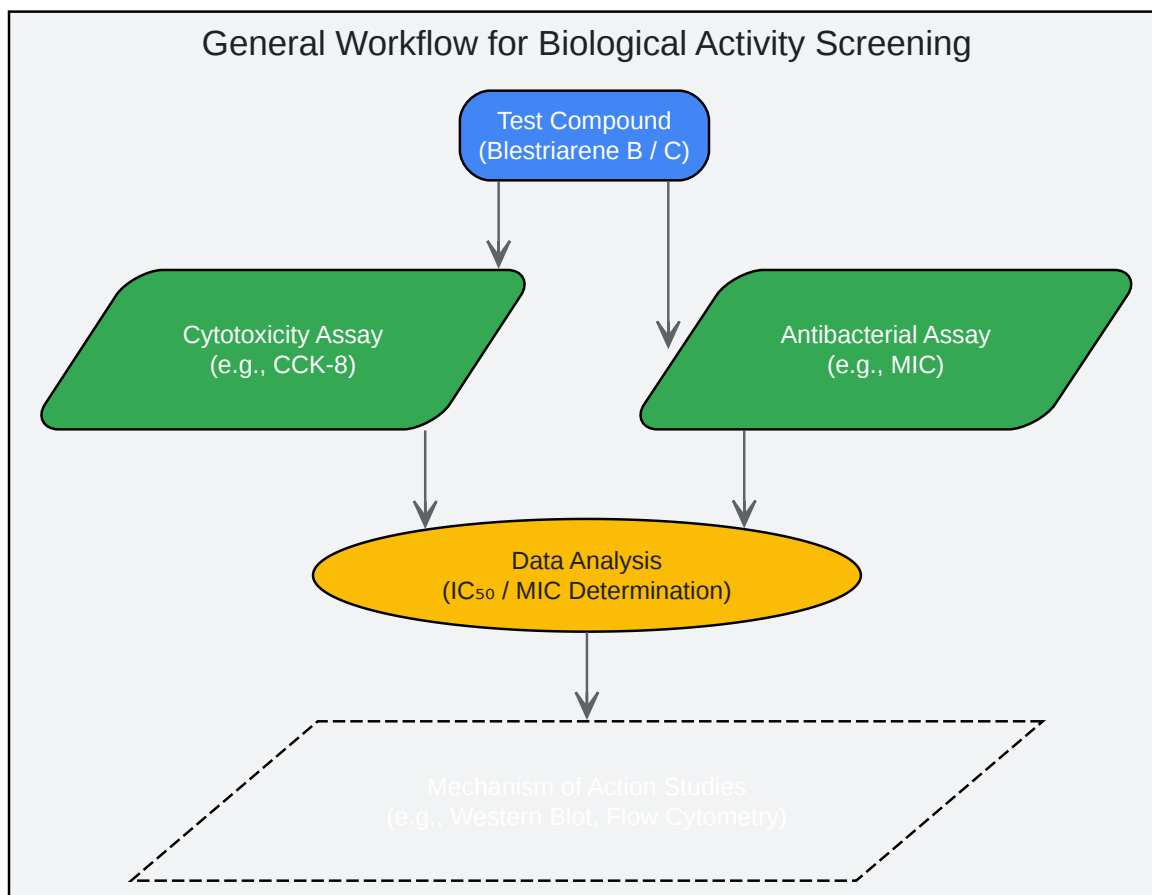 General Workflow for Biological Activity Screening
Test Compound
(Blestriarene B / C)
Cytotoxicity Assay
(e.g., CCK-8)
Antibacterial Assay
(e.g., MIC)
Data Analysis
(IC₅₀ / MIC Determination)
Mechanism of Action Studies
(e.g., Western Blot, Flow Cytometry)